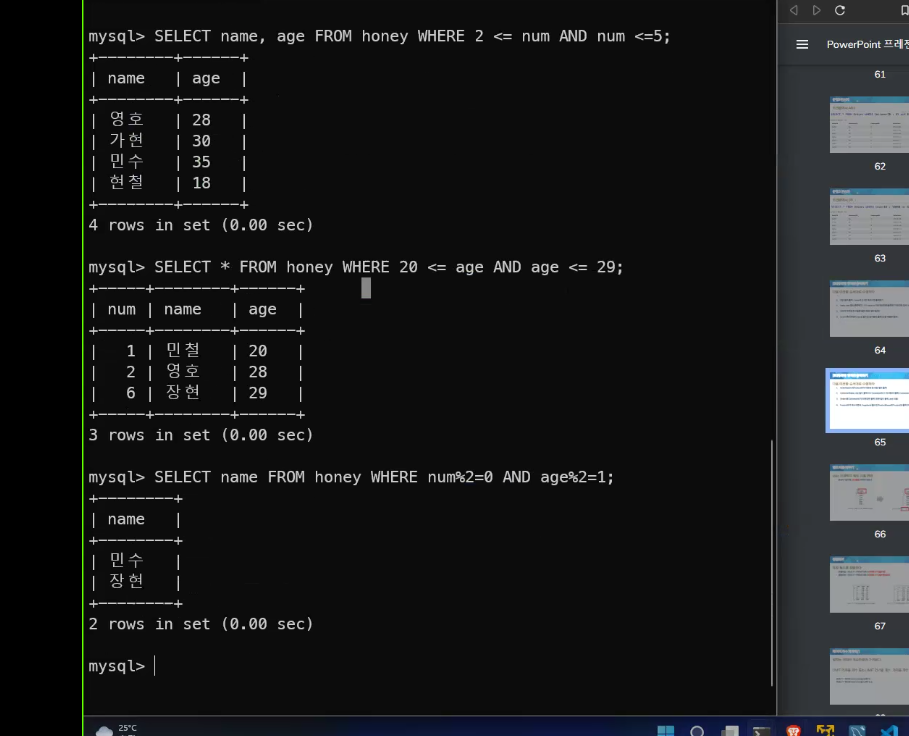 mysql> SELECT name, age FROM honey WHERE 2 <= num AND num <=5;
+--------+------+
| name | age |
+--------+------+
| 영호 | 28 |
| 가현 | 30 |
| 민수 | 35 |
| 현철 | 18 |
+--------+------+
4 rows in set (0.00 sec)
mysql> SELECT * FROM honey WHERE 20 <= age AND age <= 29;
+-----+--------+------+
| num | name | age |
+-----+--------+------+
| 1 | 민철 | 20 |
| 2 | 영호 | 28 |
| 6 | 장현 | 29 |
+-----+--------+------+
3 rows in set (0.00 sec)
mysql> SELECT name FROM honey WHERE num%2=0 AND age%2=1;
+--------+
| name |
+--------+
| 민수 |
| 장현 |
+--------+
2 rows in set (0.00 sec)
mysql>
PowerPoint
61
62
63
64
65
66
67
25°C